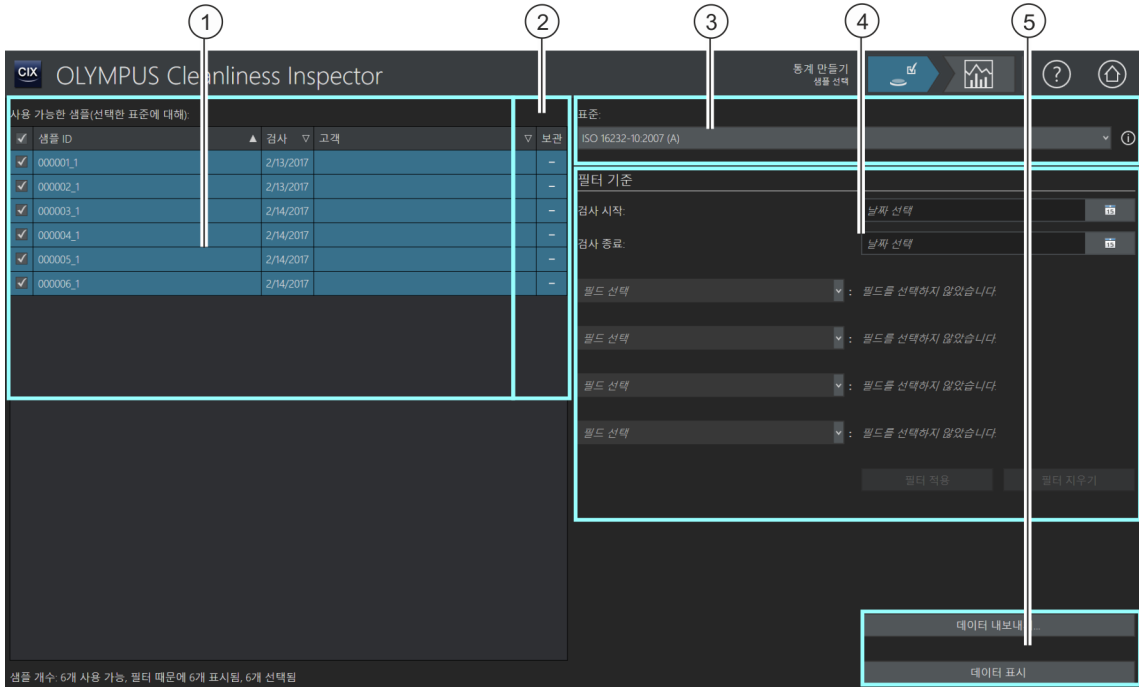 1 2 3 4 5
CIX OLYMPUS Cleanliness Inspector
통계 만들기
샘플 선택
?
사용 가능한 샘플(선택한 표준에 대해):
샘플 ID ▲ 검사 ▽ 고객 ▽ 보관
000001_1 2/13/2017 –
000002_1 2/13/2017 –
000003_1 2/14/2017 –
000004_1 2/14/2017 –
000005_1 2/14/2017 –
000006_1 2/14/2017 –
샘플 개수: 6개 사용 가능, 필터 때문에 6개 표시됨, 6개 선택됨
표준:
ISO 16232-10:2007 (A)
필터 기준
검사 시작: 날짜 선택 15
검사 종료: 날짜 선택 15
필드 선택 : 필드를 선택하지 않았습니다.
필드 선택 : 필드를 선택하지 않았습니다.
필드 선택 : 필드를 선택하지 않았습니다.
필드 선택 : 필드를 선택하지 않았습니다.
필터 적용 필터 지우기
데이터
데이터 표시